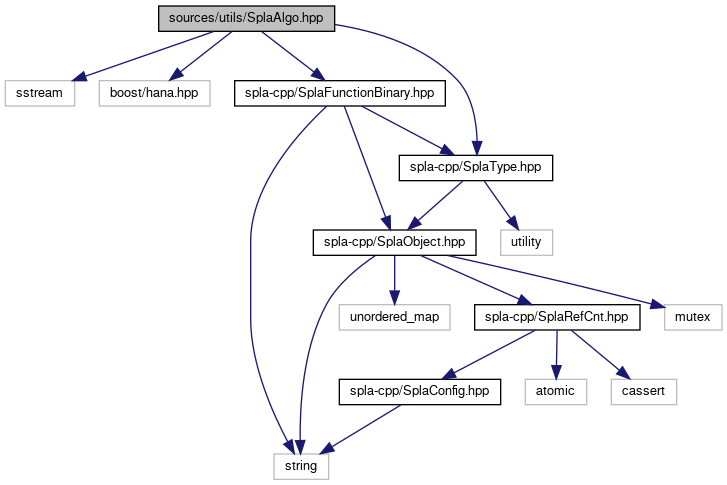 sources/utils/SplaAlgo.hpp
sstream
boost/hana.hpp
spla-cpp/SplaFunctionBinary.hpp
spla-cpp/SplaType.hpp
spla-cpp/SplaObject.hpp
utility
unordered_map
spla-cpp/SplaRefCnt.hpp
mutex
spla-cpp/SplaConfig.hpp
atomic
cassert
string